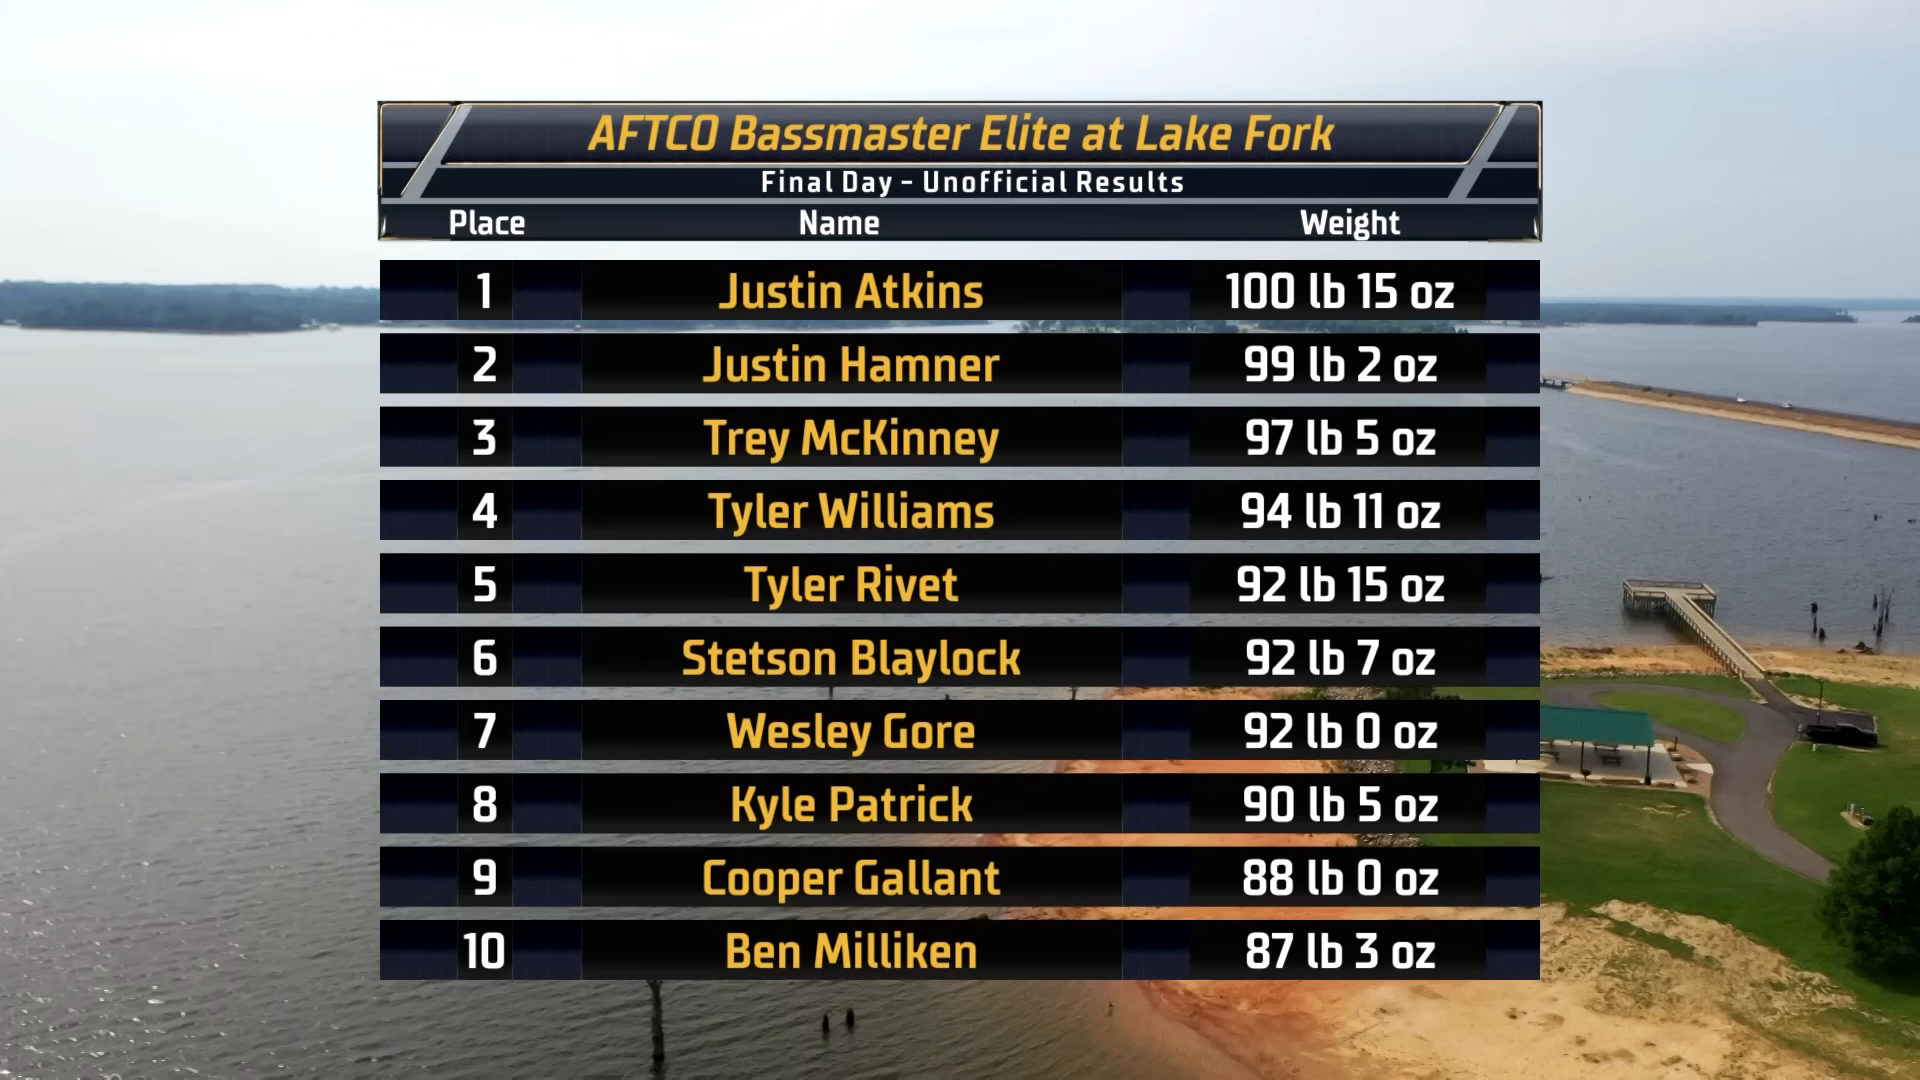 AFTCO Bassmaster Elite at Lake Fork
Final Day - Unofficial Results
Place Name Weight
1 Justin Atkins 100 lb 15 oz
2 Justin Hamner 99 lb 2 oz
3 Trey McKinney 97 lb 5 oz
4 Tyler Williams 94 lb 11 oz
5 Tyler Rivet 92 lb 15 oz
6 Stetson Blaylock 92 lb 7 oz
7 Wesley Gore 92 lb 0 oz
8 Kyle Patrick 90 lb 5 oz
9 Cooper Gallant 88 lb 0 oz
10 Ben Milliken 87 lb 3 oz